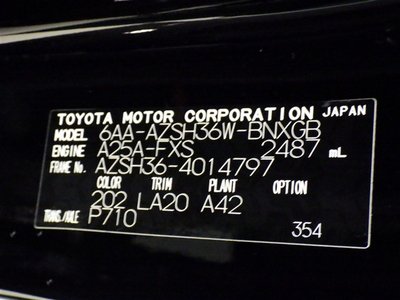 TOYOTA MOTOR CORPORATION JAPAN
MODEL 6AA-AZSH36W-BNXGB
ENGINE A25A-FXS 2487 mL
FRAME No. AZSH36-4014797
COLOR TRIM PLANT OPTION
202 LA20 A42
TRANS./AXLE P710
354